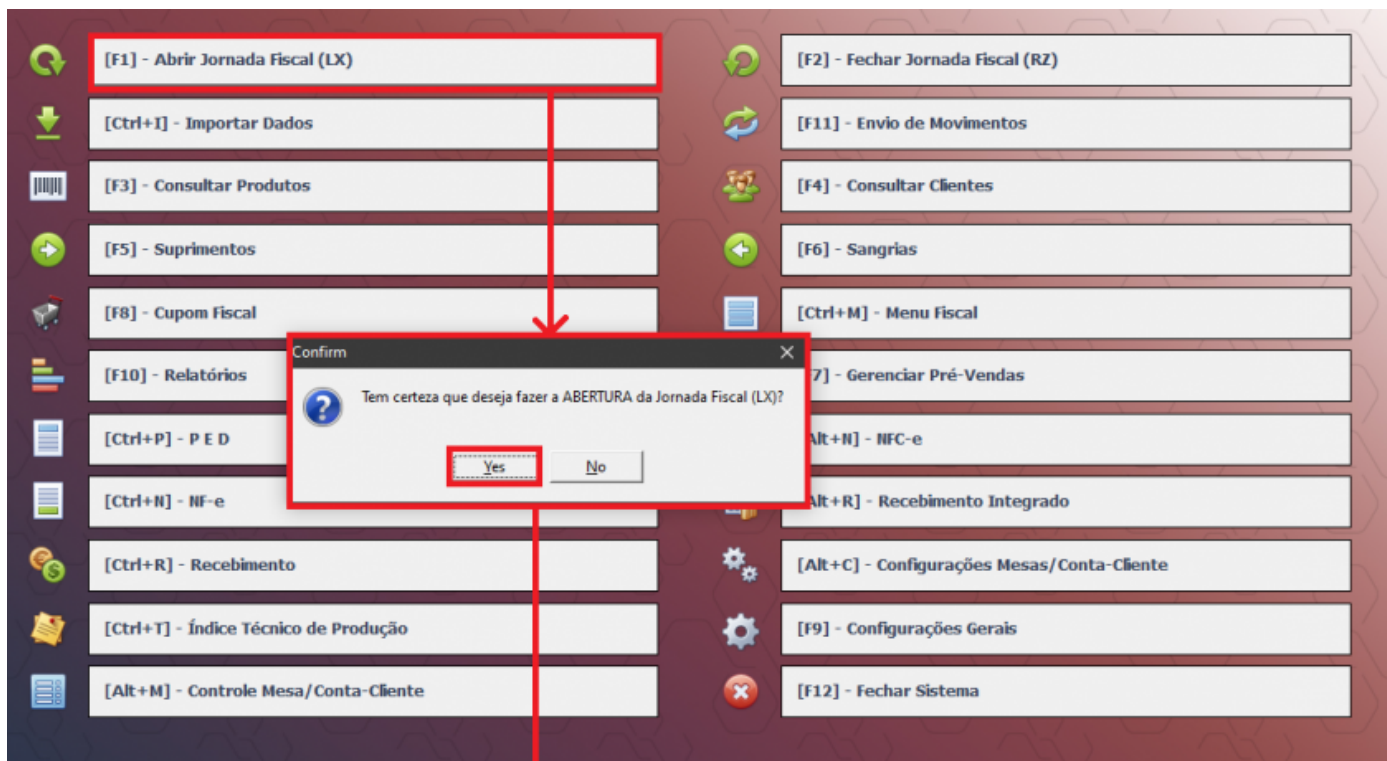 [F1] - Abrir Jornada Fiscal (LX)
[F2] - Fechar Jornada Fiscal (RZ)
[Ctrl+I] - Importar Dados
[F11] - Envio de Movimentos
[F3] - Consultar Produtos
[F4] - Consultar Clientes
[F5] - Suprimentos
[F6] - Sangrias
[F8] - Cupom Fiscal
[Ctrl+M] - Menu Fiscal
Confirm
Tem certeza que deseja fazer a ABERTURA da Jornada Fiscal (LX)?
Yes
No
[F10] - Relatórios
7] - Gerenciar Pré-Vendas
[Ctrl+P] - P E D
Alt+N] - NFC-e
[Ctrl+N] - NF-e
Alt+R] - Recebimento Integrado
[Ctrl+R] - Recebimento
[Alt+C] - Configurações Mesas/Conta-Cliente
[Ctrl+T] - Índice Técnico de Produção
[F9] - Configurações Gerais
[Alt+M] - Controle Mesa/Conta-Cliente
[F12] - Fechar Sistema